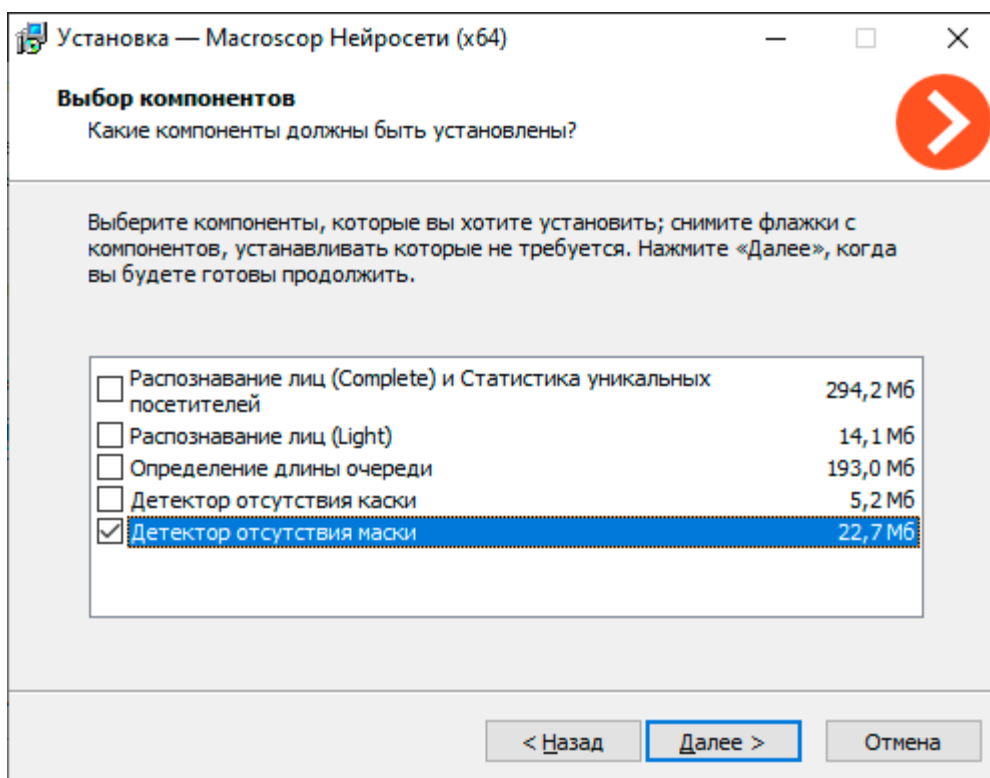 Установка — Macroscop Нейросети (x64)
Выбор компонентов
Какие компоненты должны быть установлены?
Выберите компоненты, которые вы хотите установить; снимите флажки с
компонентов, устанавливать которые не требуется. Нажмите «Далее», когда
вы будете готовы продолжить.
Распознавание лиц (Complete) и Статистика уникальных
посетителей 294,2 Мб
Распознавание лиц (Light) 14,1 Мб
Определение длины очереди 193,0 Мб
Детектор отсутствия каски 5,2 Мб
Детектор отсутствия маски 22,7 Мб
< Назад Далее > Отмена